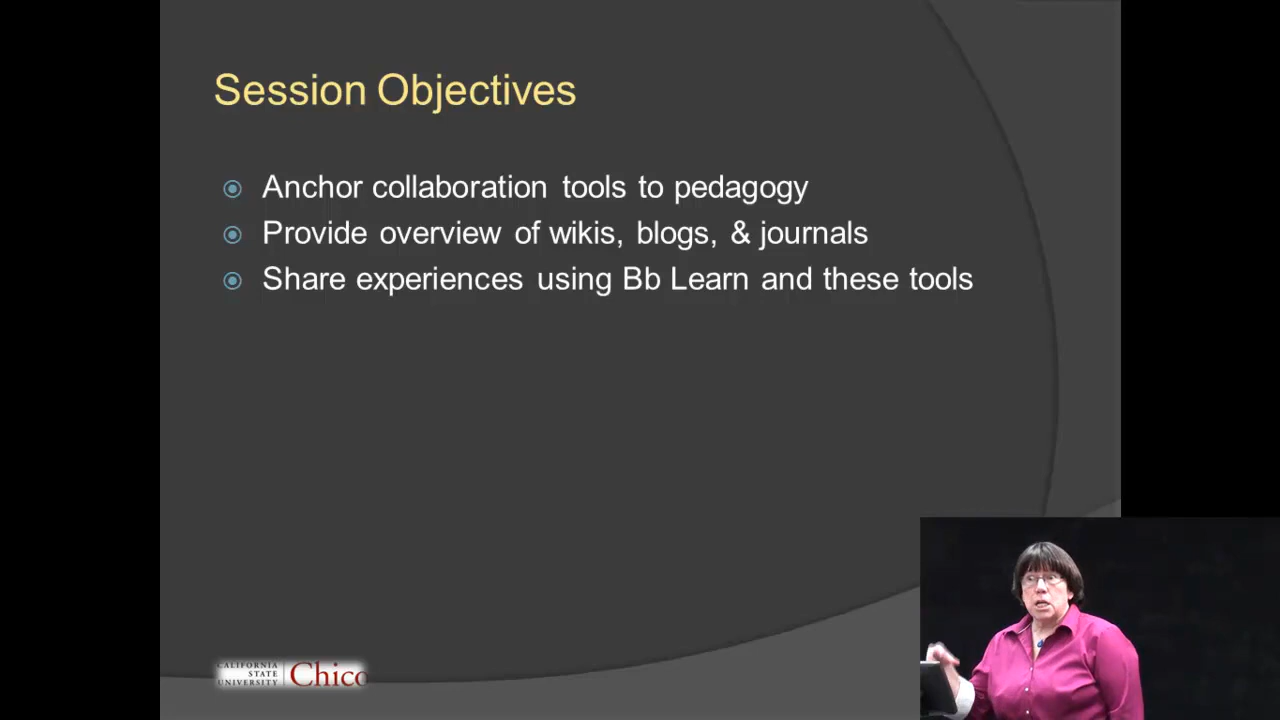 Session Objectives
Anchor collaboration tools to pedagogy
Provide overview of wikis, blogs, & journals
Share experiences using Bb Learn and these tools
CALIFORNIA
STATE
UNIVERSITY
Chico